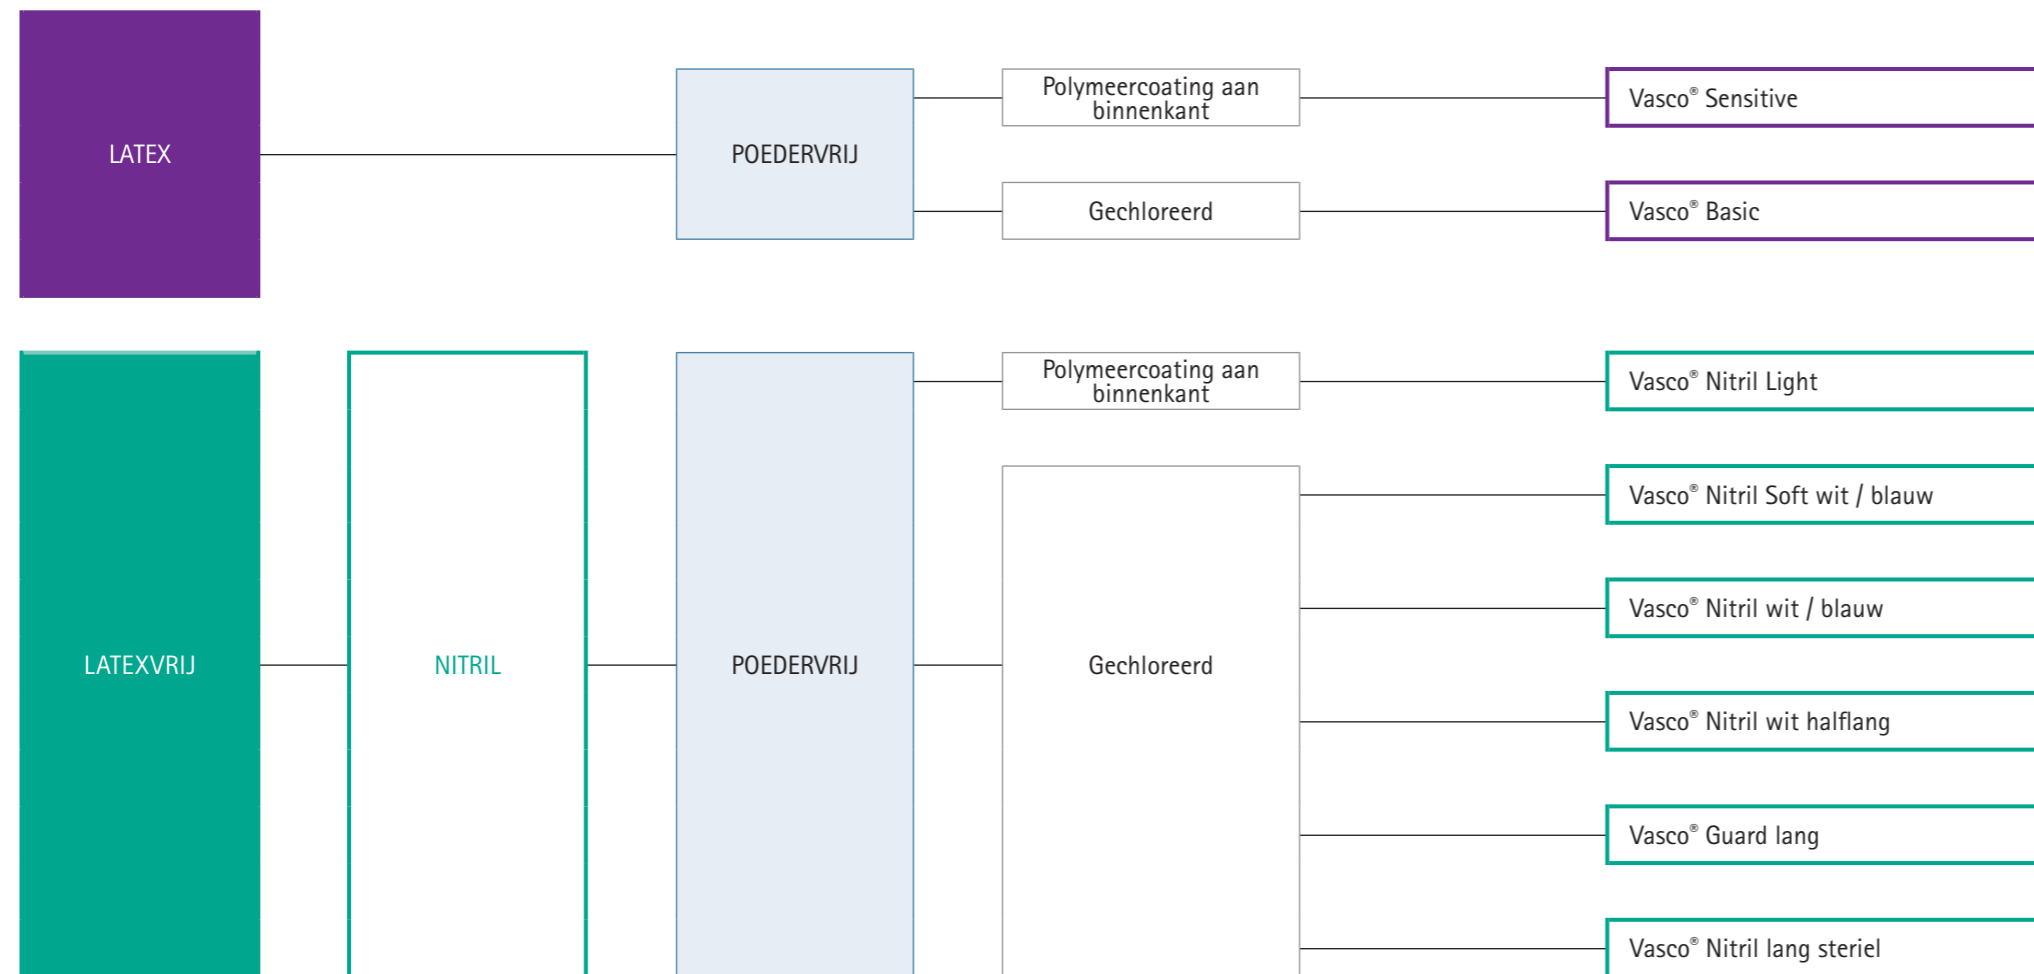 LATEX
POEDERVRIJ
Polymeercoating aan
binnenkant
Vasco® Sensitive
Gechloreerd
Vasco® Basic
LATEXVRIJ
NITRIL
POEDERVRIJ
Polymeercoating aan
binnenkant
Vasco® Nitril Light
Gechloreerd
Vasco® Nitril Soft wit / blauw
Vasco® Nitril wit / blauw
Vasco® Nitril wit halflang
Vasco® Guard lang
Vasco® Nitril lang steriel